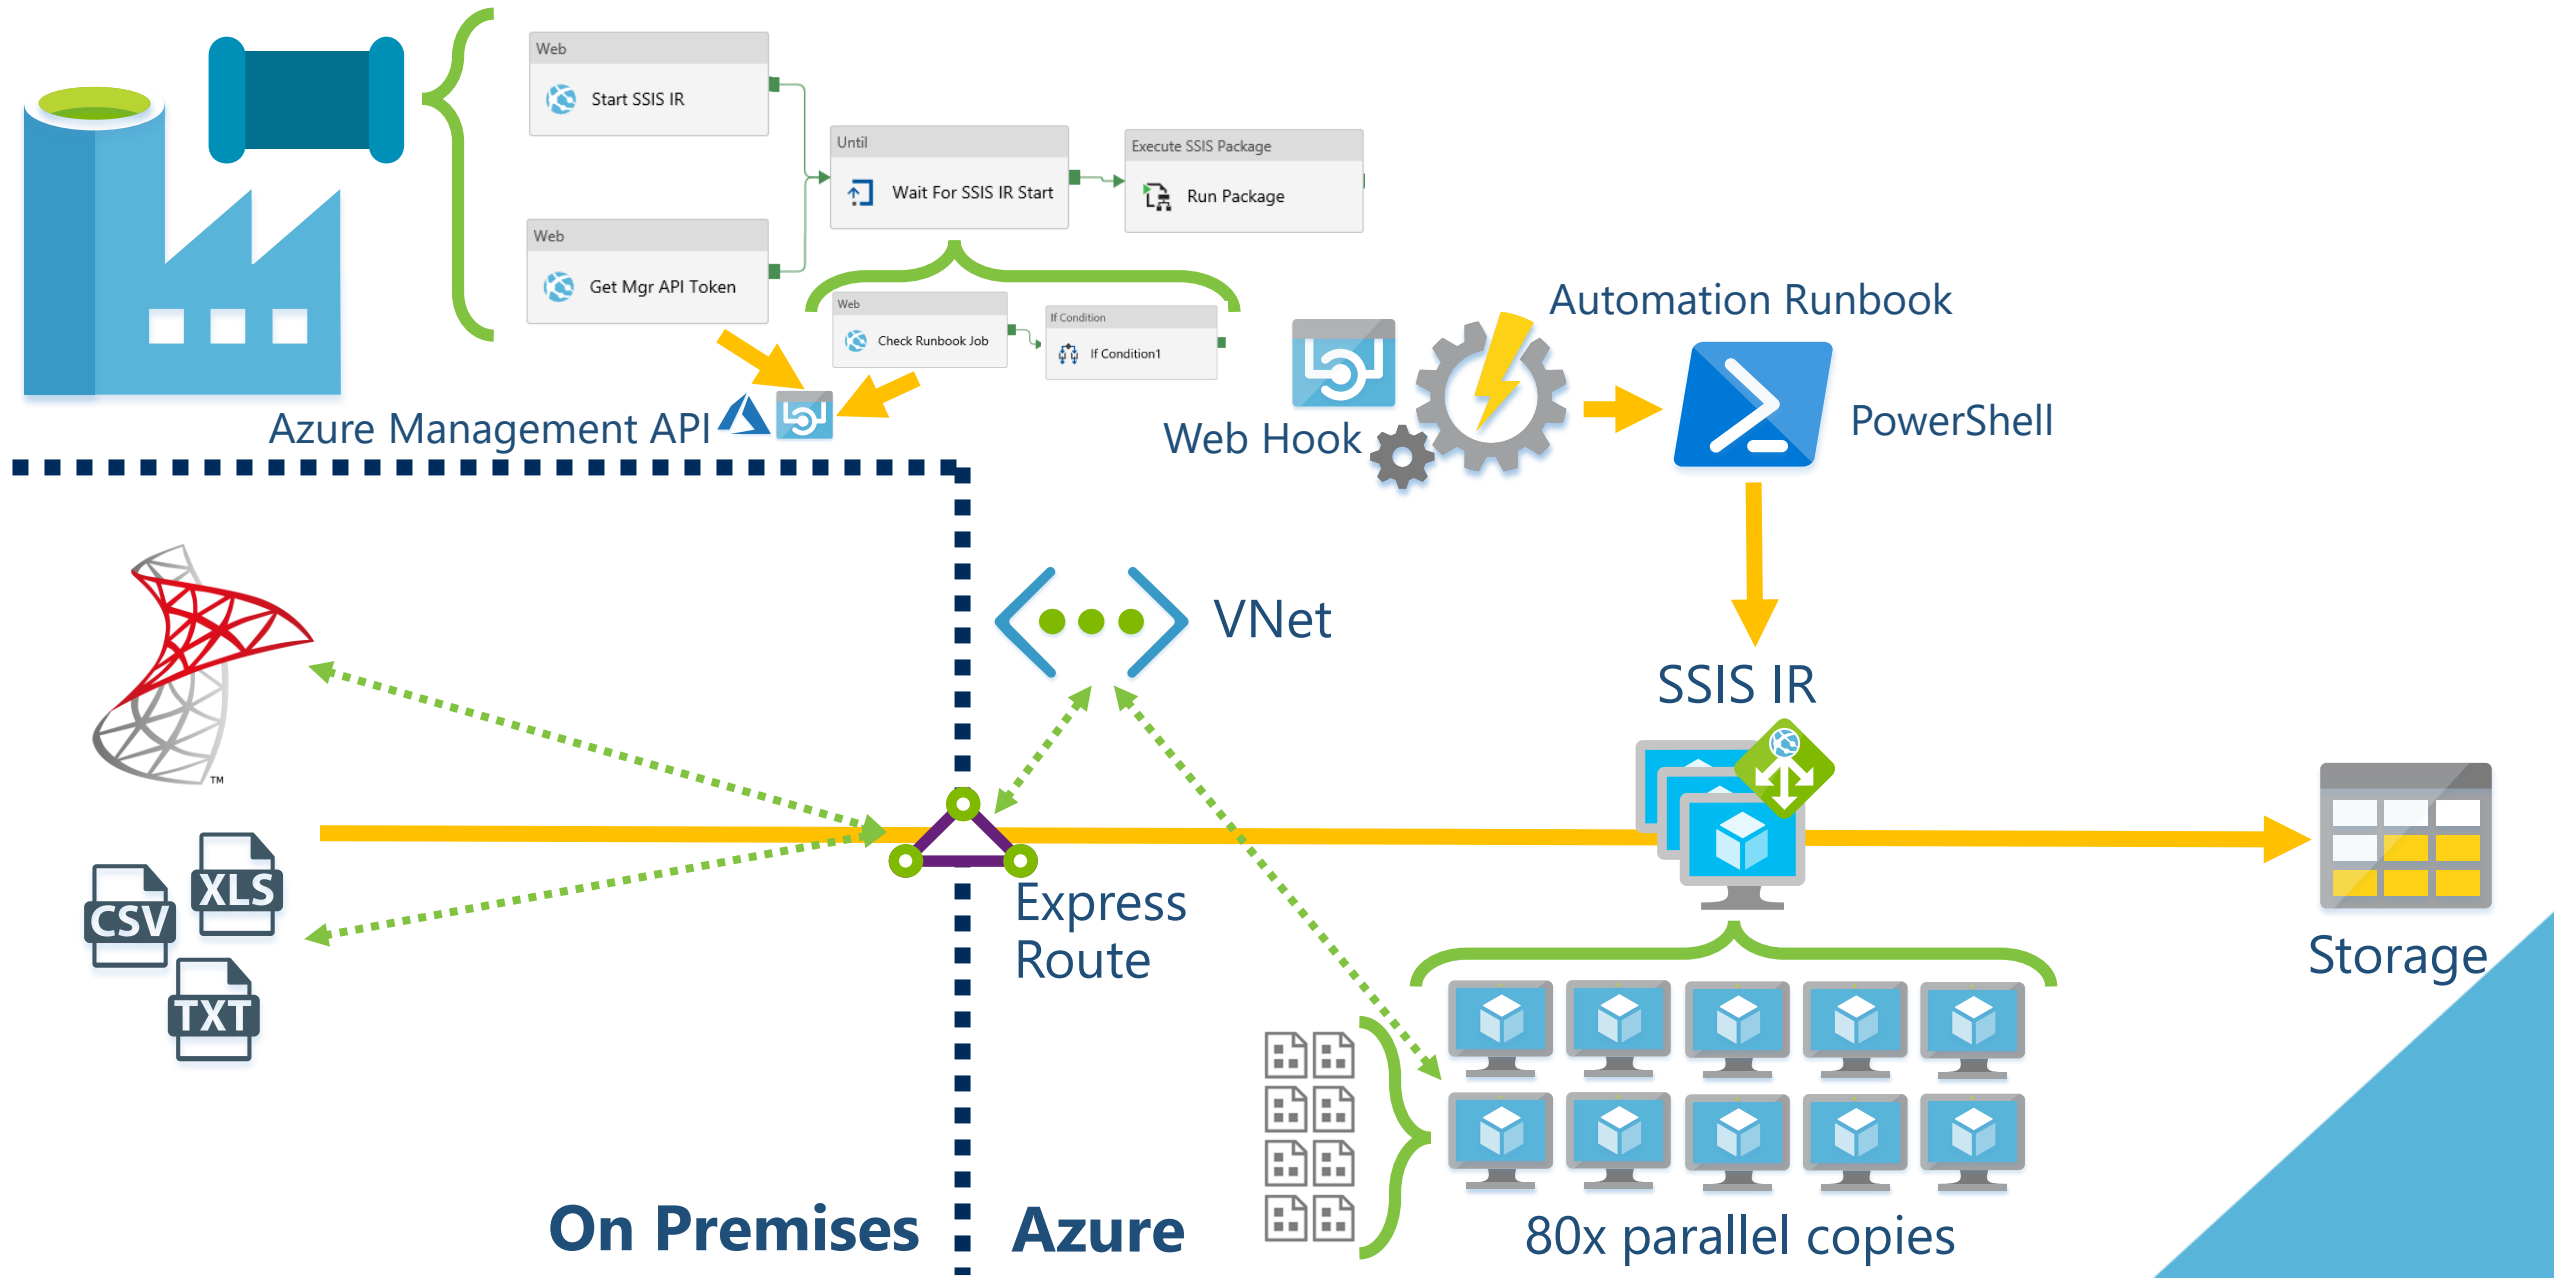 Web
Start SSIS IR
Until
Wait For SSIS IR Start
Execute SSIS Package
Run Package
Web
Get Mgr API Token
Web
Check Runbook Job
If Condition
If Condition1
Azure Management API
Automation Runbook
Web Hook
PowerShell
VNet
SSIS IR
TM
XLS
CSV
TXT
Express
Route
Storage
On Premises
Azure
80x parallel copies